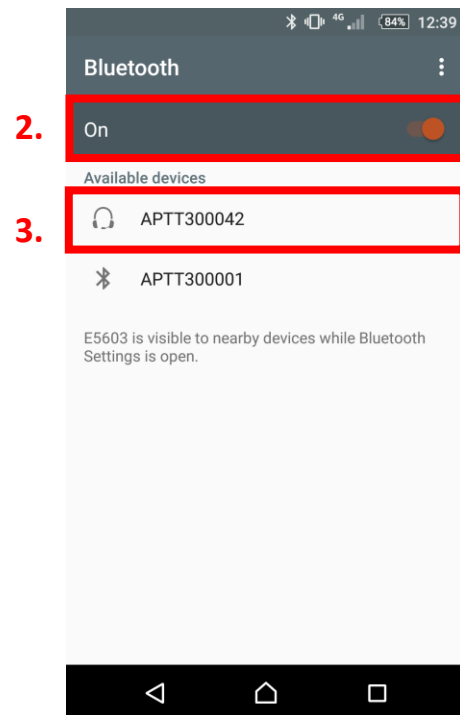 4G 84% 12:39
Bluetooth
2.
On
Available devices
3.
APTT300042
APTT300001
E5603 is visible to nearby devices while Bluetooth
Settings is open.